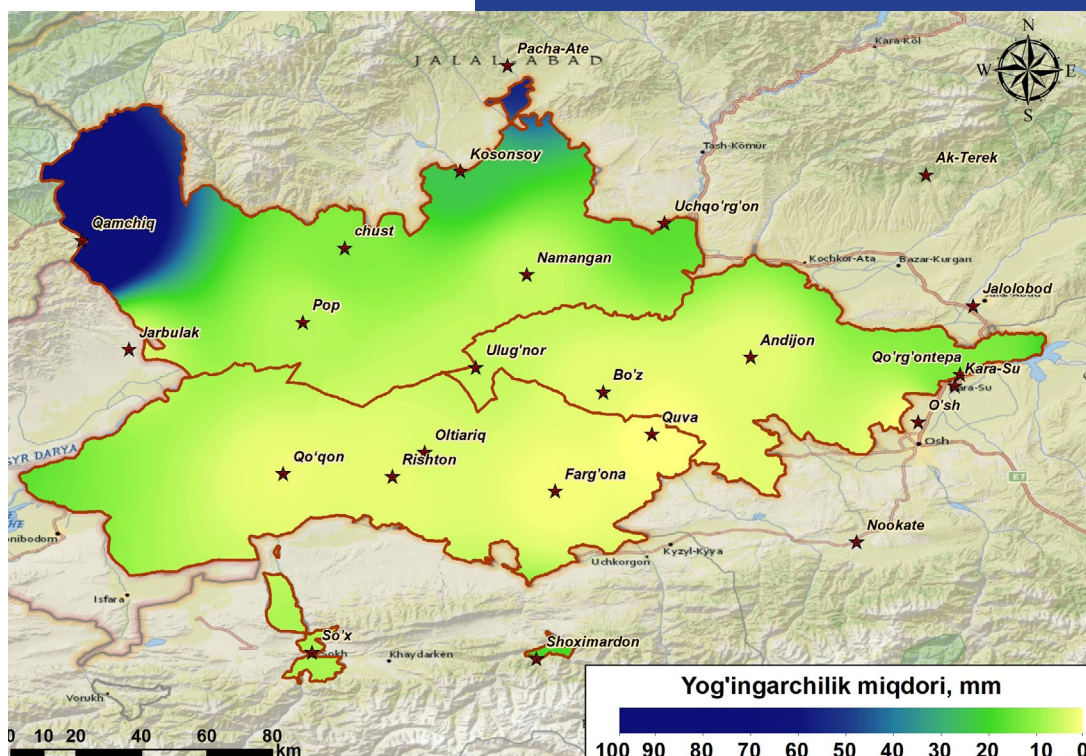 N
W E
S
Pacha-Ate
JALALABAD
Kara-Köl
Kosonsoy
Tash-Kömür
Ak-Terek
Qamchiq
chust
Uchqo'rg'on
Namangan
Kochkor-Ata
Bazar-Kurgan
Pop
Jalolobod
Jarbulak
Ulug'nor
Andijon
Qo'rg'ontepa
Kara-Su
Kara-Su
Bo'z
O'sh
Osh
Quva
SYR DARYA
Oltiariq
Qo‘qon
Rishton
Farg'ona
E7
Nookate
Kyzyl-Kyya
Uchkorgon
Isfara
So'x
Sokh
Khaydarken
Shoximardon
Vorukh
Yog'ingarchilik miqdori, mm
100 90 80 70 60 50 40 30 20 10 0
0 10 20 40 60 80
km